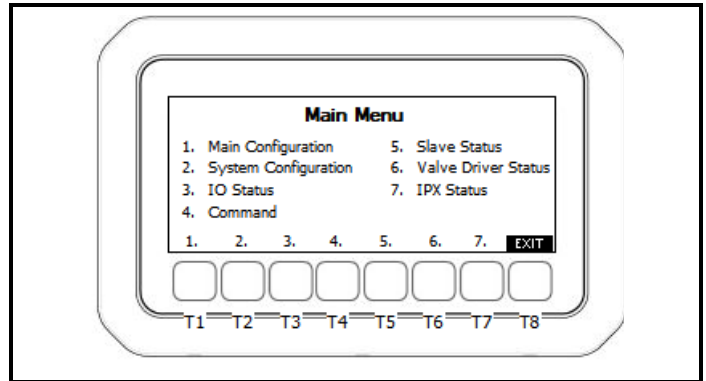 Main Menu
1. Main Configuration 5. Slave Status
2. System Configuration 6. Valve Driver Status
3. IO Status 7. IPX Status
4. Command
1. 2. 3. 4. 5. 6. 7. EXIT
T1 T2 T3 T4 T5 T6 T7 T8